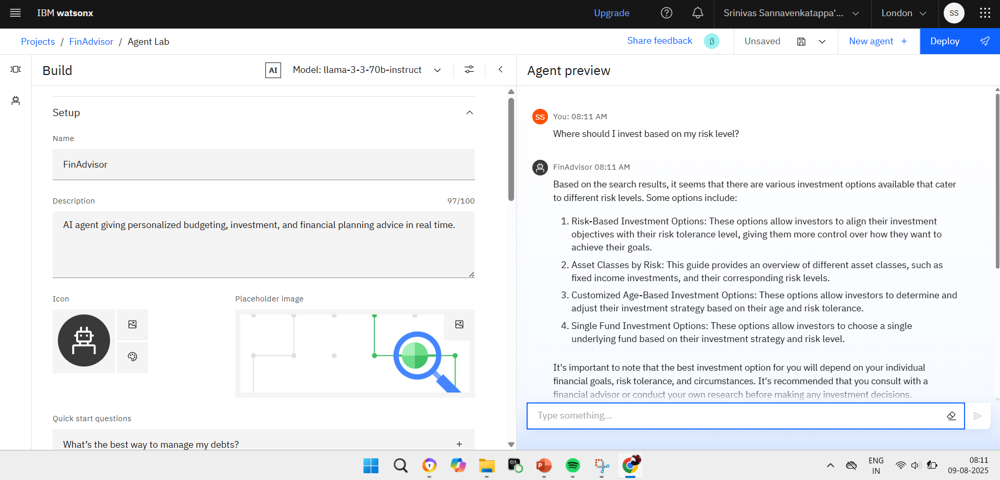 IBM watsonx
Upgrade
Srinivas Sannavenkatappa'...
London
SS
Projects / FinAdvisor / Agent Lab
Share feedback
β
Unsaved
New agent +
Deploy
Build
AI
Model: llama-3-3-70b-instruct
Setup
Name
FinAdvisor
Description
97/100
AI agent giving personalized budgeting, investment, and financial planning advice in real time.
Icon
Placeholder image
Quick start questions
What’s the best way to manage my debts?
Agent preview
SS
You: 08:11 AM
Where should I invest based on my risk level?
FinAdvisor 08:11 AM
Based on the search results, it seems that there are various investment options available that cater
to different risk levels. Some options include:
1. Risk-Based Investment Options: These options allow investors to align their investment
objectives with their risk tolerance level, giving them more control over how they want to
achieve their goals.
2. Asset Classes by Risk: This guide provides an overview of different asset classes, such as
fixed income investments, and their corresponding risk levels.
3. Customized Age-Based Investment Options: These options allow investors to determine and
adjust their investment strategy based on their age and risk tolerance.
4. Single Fund Investment Options: These options allow investors to choose a single
underlying fund based on their investment strategy and risk level.
It's important to note that the best investment option for you will depend on your individual
financial goals, risk tolerance, and circumstances. It's recommended that you consult with a
financial advisor or conduct your own research before making any investment decisions.
Type something...
ENG
IN
08:11
09-08-2025